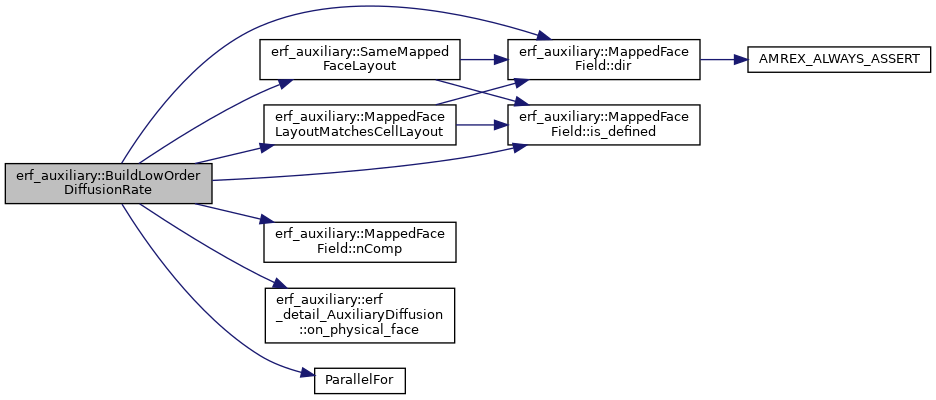 erf_auxiliary::SameMapped
FaceLayout
erf_auxiliary::MappedFace
Field::dir
AMREX_ALWAYS_ASSERT
erf_auxiliary::MappedFace
LayoutMatchesCellLayout
erf_auxiliary::MappedFace
Field::is_defined
erf_auxiliary::BuildLowOrder
DiffusionRate
erf_auxiliary::MappedFace
Field::nComp
erf_auxiliary::erf
_detail_AuxiliaryDiffusion
::on_physical_face
ParallelFor